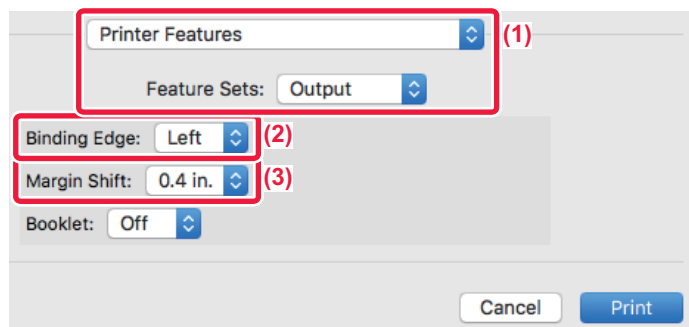 Printer Features (1)
Feature Sets: Output
Binding Edge: Left (2)
Margin Shift: 0.4 in. (3)
Booklet: Off
Cancel Print